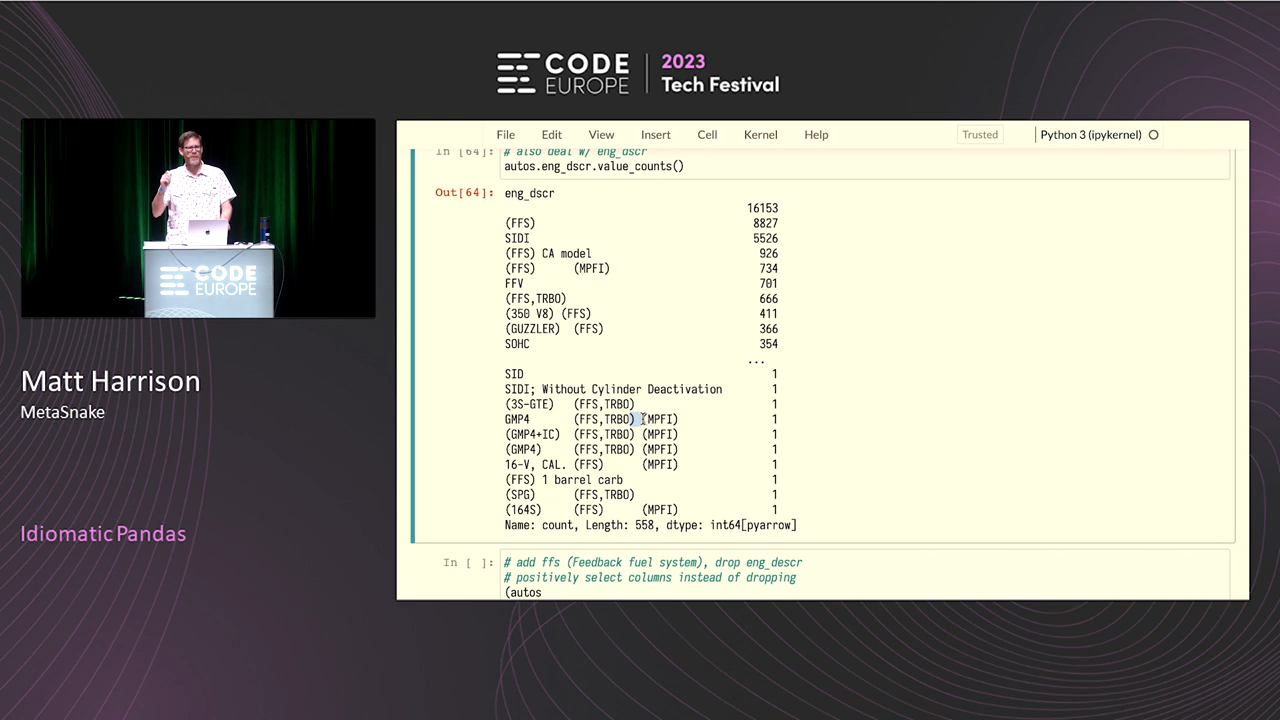 CODE
EUROPE
2023
Tech Festival
File Edit View Insert Cell Kernel Help Trusted Python 3 (ipykernel)
In [64]: # also deal w/ eng_dscr
autos.eng_dscr.value_counts()
Out[64]: eng_dscr
16153
(FFS) 8827
SIDI 5526
(FFS) CA model 926
(FFS) (MPFI) 734
FFV 701
(FFS,TRBO) 666
(350 V8) (FFS) 411
(GUZZLER) (FFS) 366
SOHC 354
...
SID 1
SIDI; Without Cylinder Deactivation 1
(3S-GTE) (FFS,TRBO) 1
GMP4 (FFS,TRBO) (MPFI) 1
(GMP4+IC) (FFS,TRBO) (MPFI) 1
(GMP4) (FFS,TRBO) (MPFI) 1
16-V, CAL. (FFS) (MPFI) 1
(FFS) 1 barrel carb 1
(SPG) (FFS,TRBO) 1
(164S) (FFS) (MPFI) 1
Name: count, Length: 558, dtype: int64[pyarrow]
In [ ]: # add ffs (Feedback fuel system), drop eng_descr
# positively select columns instead of dropping
(autos
CODE
EUROPE
Matt Harrison
MetaSnake
Idiomatic Pandas